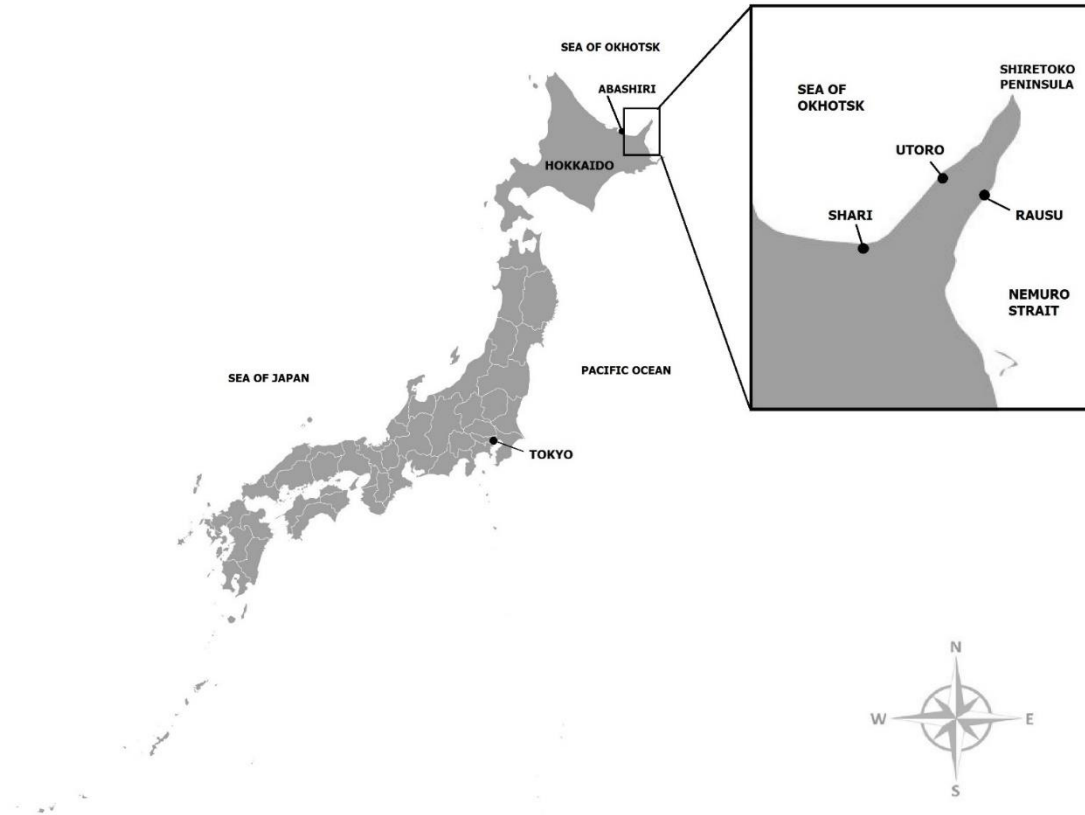 SEA OF OKHOTSK
ABASHIRI
HOKKAIDO
SEA OF JAPAN
PACIFIC OCEAN
TOKYO
SHIRETOKO
PENINSULA
SEA OF
OKHOTSK
UTORO
RAUSU
SHARI
NEMURO
STRAIT
N
W
E
S